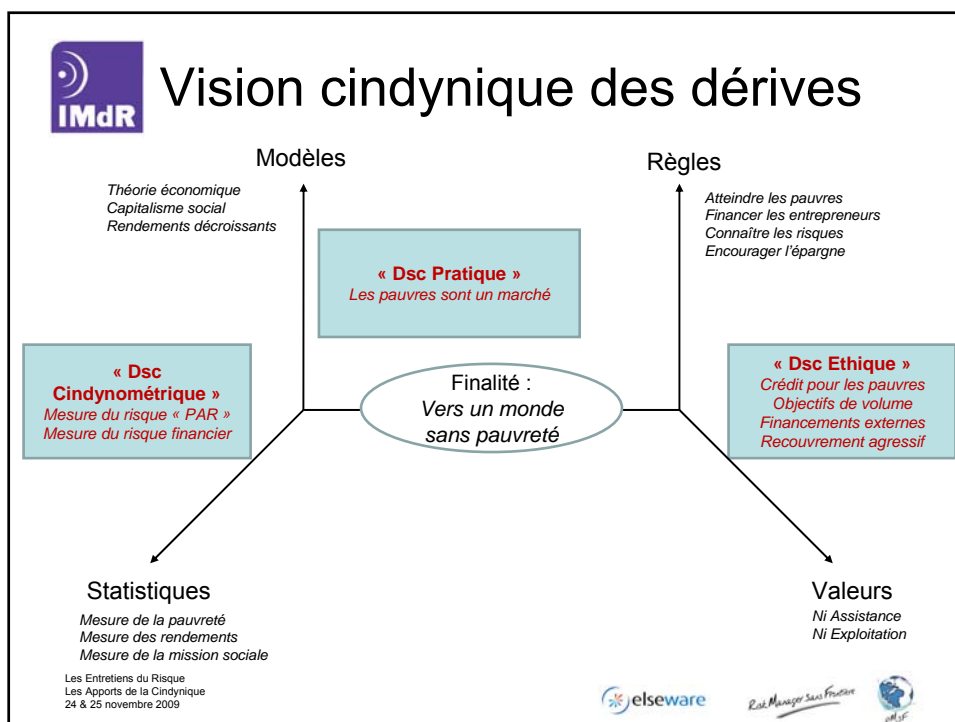 IMdR
Vision cindynique des dérives
Modèles
Théorie économique
Capitalisme social
Rendements décroissants
Règles
Atteindre les pauvres
Financer les entrepreneurs
Connaître les risques
Encourager l'épargne
« Dsc Pratique »
Les pauvres sont un marché
« Dsc
Cindynométrique »
Mesure du risque « PAR »
Mesure du risque financier
Finalité :
Vers un monde
sans pauvreté
« Dsc Ethique »
Crédit pour les pauvres
Objectifs de volume
Financements externes
Recouvrement agressif
Statistiques
Mesure de la pauvreté
Mesure des rendements
Mesure de la mission sociale
Valeurs
Ni Assistance
Ni Exploitation
Les Entretiens du Risque
Les Apports de la Cindynique
24 & 25 novembre 2009
elseware
Risk Manager Sans Frontière